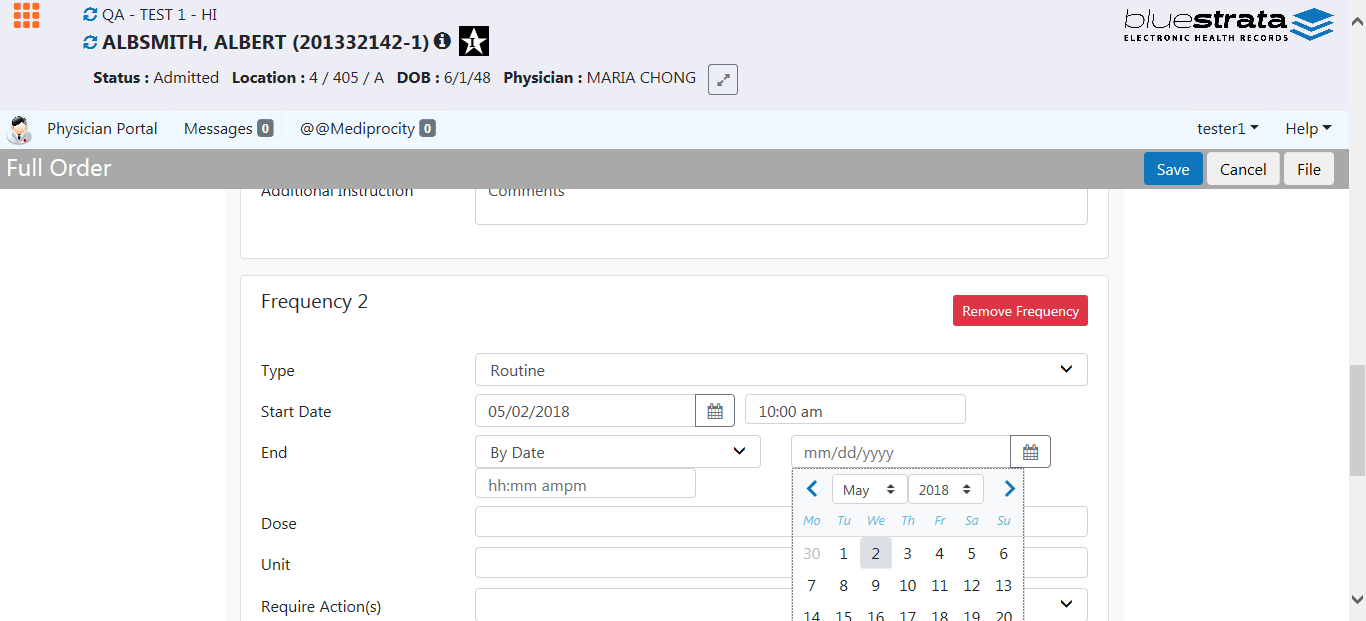 QA - TEST 1 - HI
ALBSMITH, ALBERT (201332142-1)
bluestrata
ELECTRONIC HEALTH RECORDS
Status : Admitted Location : 4 / 405 / A DOB : 6/1/48 Physician : MARIA CHONG
Physician Portal Messages 0 @@Mediprocity 0 tester1 Help
Full Order Save Cancel File
Additional Instruction Comments
Frequency 2
Remove Frequency
Type Routine
Start Date 05/02/2018 10:00 am
End By Date mm/dd/yyyy
hh:mm ampm
May 2018
Mo Tu We Th Fr Sa Su
Dose
30 1 2 3 4 5 6
Unit
7 8 9 10 11 12 13
Require Action(s)
14 15 16 17 18 19 20